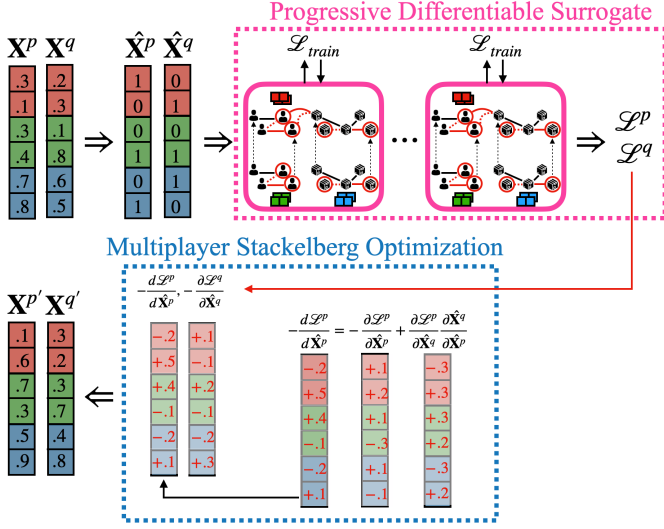 Progressive Differentiable Surrogate
X^p X^q X̂^p X̂^q
ℒ_train ℒ_train
.3 .2 1 0
.1 .3 0 1
.3 .1 0 0
.4 .8 1 1
.7 .6 0 1
.8 .5 1 0
⇒ ⇒ ... ⇒
ℒ^p
ℒ^q
Multiplayer Stackelberg Optimization
X^p′ X^q′
-dℒ^p/dX̂^p, -∂ℒ^q/∂X̂^q
-dℒ^p/dX̂^p = -∂ℒ^p/∂X̂^p + ∂ℒ^p/∂X̂^q ∂X̂^q/∂X̂^p
.1 .3
.6 .2
.7 .3
.3 .7
.5 .4
.9 .8
⇐
-.2 +.1
+.5 -.1
+.4 +.2
-.1 -.1
-.2 -.2
+.1 +.3
-.2 +.1 -.3
+.5 +.2 -.3
+.4 +.1 +.3
-.1 -.3 +.2
-.2 +.1 -.3
+.1 -.1 +.2